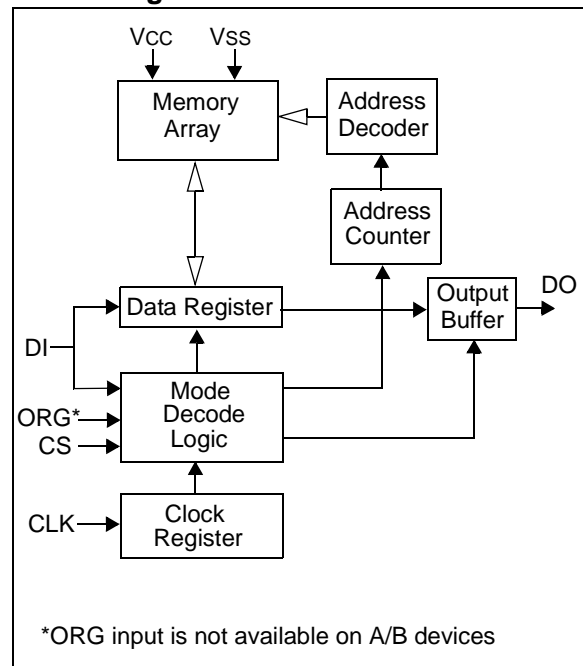 VCC VSS
Memory
Array
Address
Decoder
Address
Counter
Data Register
Output
Buffer
DO
DI
Mode
Decode
Logic
ORG*
CS
CLK
Clock
Register
*ORG input is not available on A/B devices